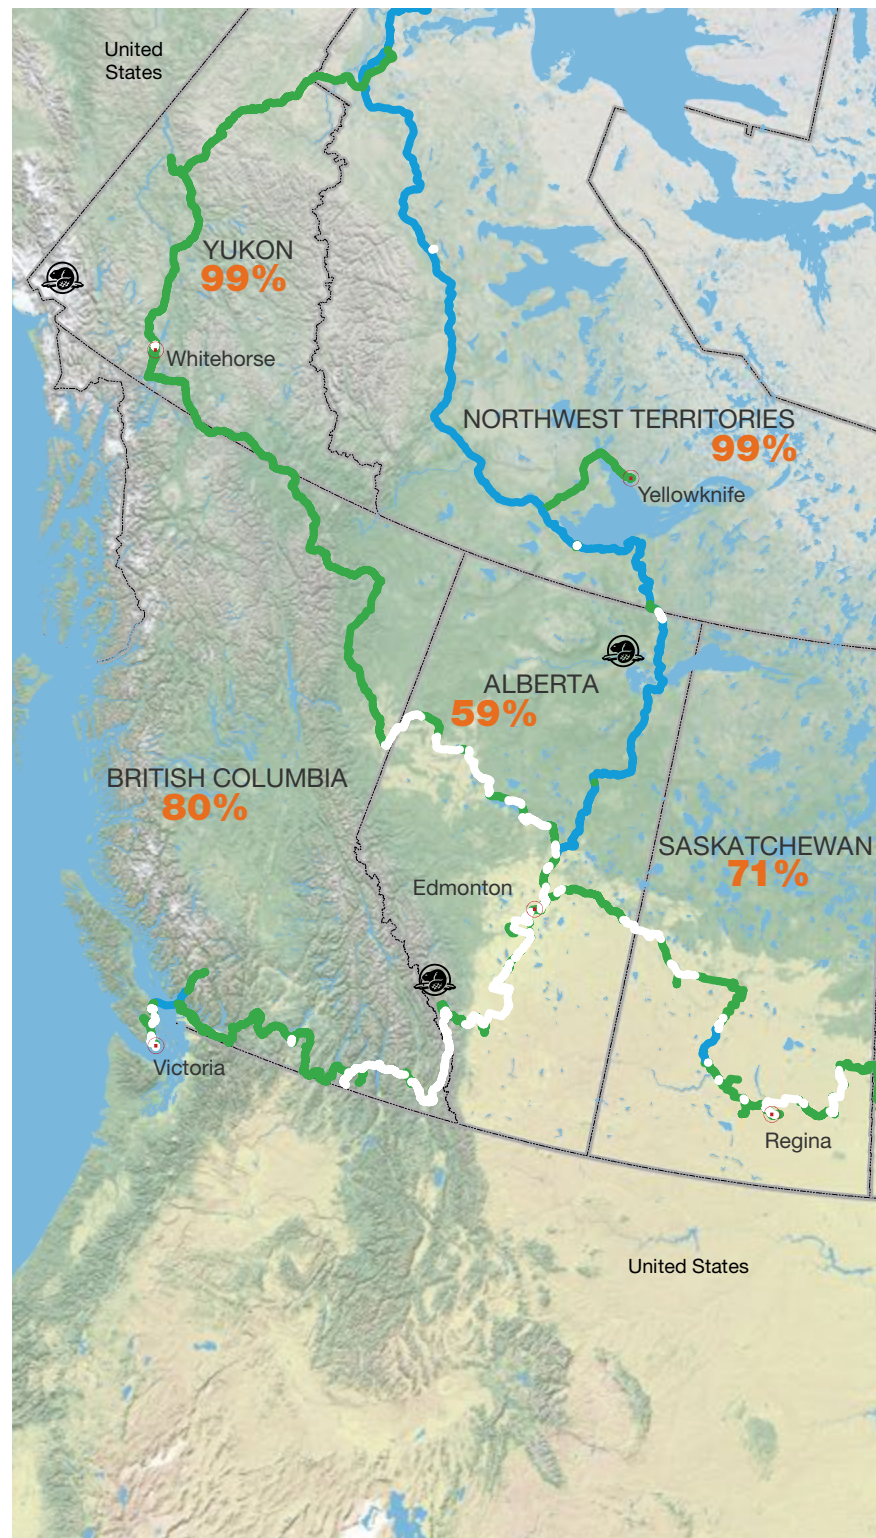 United
States
YUKON
99%
Whitehorse
NORTHWEST TERRITORIES
99%
Yellowknife
ALBERTA
59%
BRITISH COLUMBIA
80%
SASKATCHEWAN
71%
Edmonton
Victoria
Regina
United States